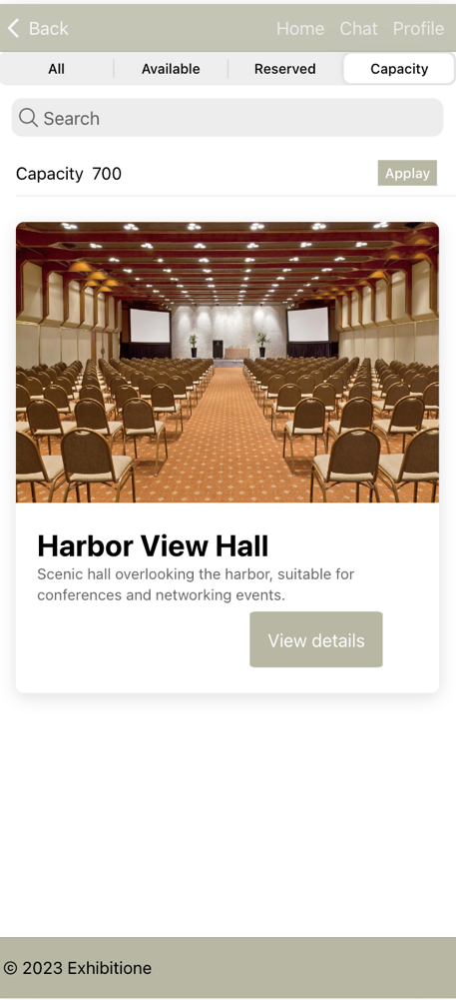 Back Home Chat Profile
All Available Reserved Capacity
Search
Capacity 700 Applay
Harbor View Hall
Scenic hall overlooking the harbor, suitable for
conferences and networking events.
View details
© 2023 Exhibitione